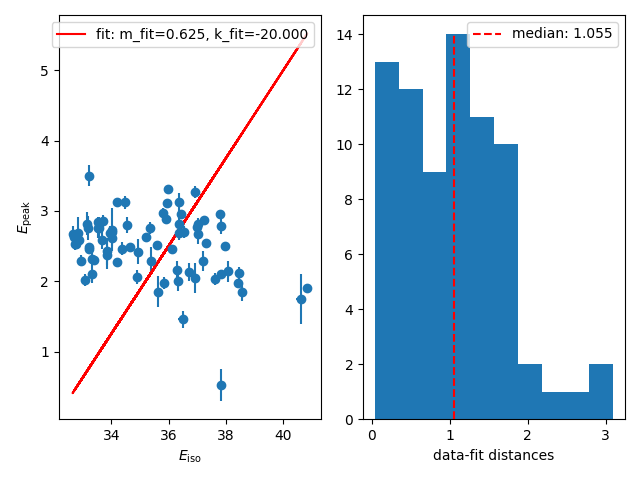 fit: m_fit=0.625, k_fit=-20.000
5
4
3
2
1
E_peak
34 36 38 40
E_iso
median: 1.055
14
12
10
8
6
4
2
0
0 1 2 3
data-fit distances